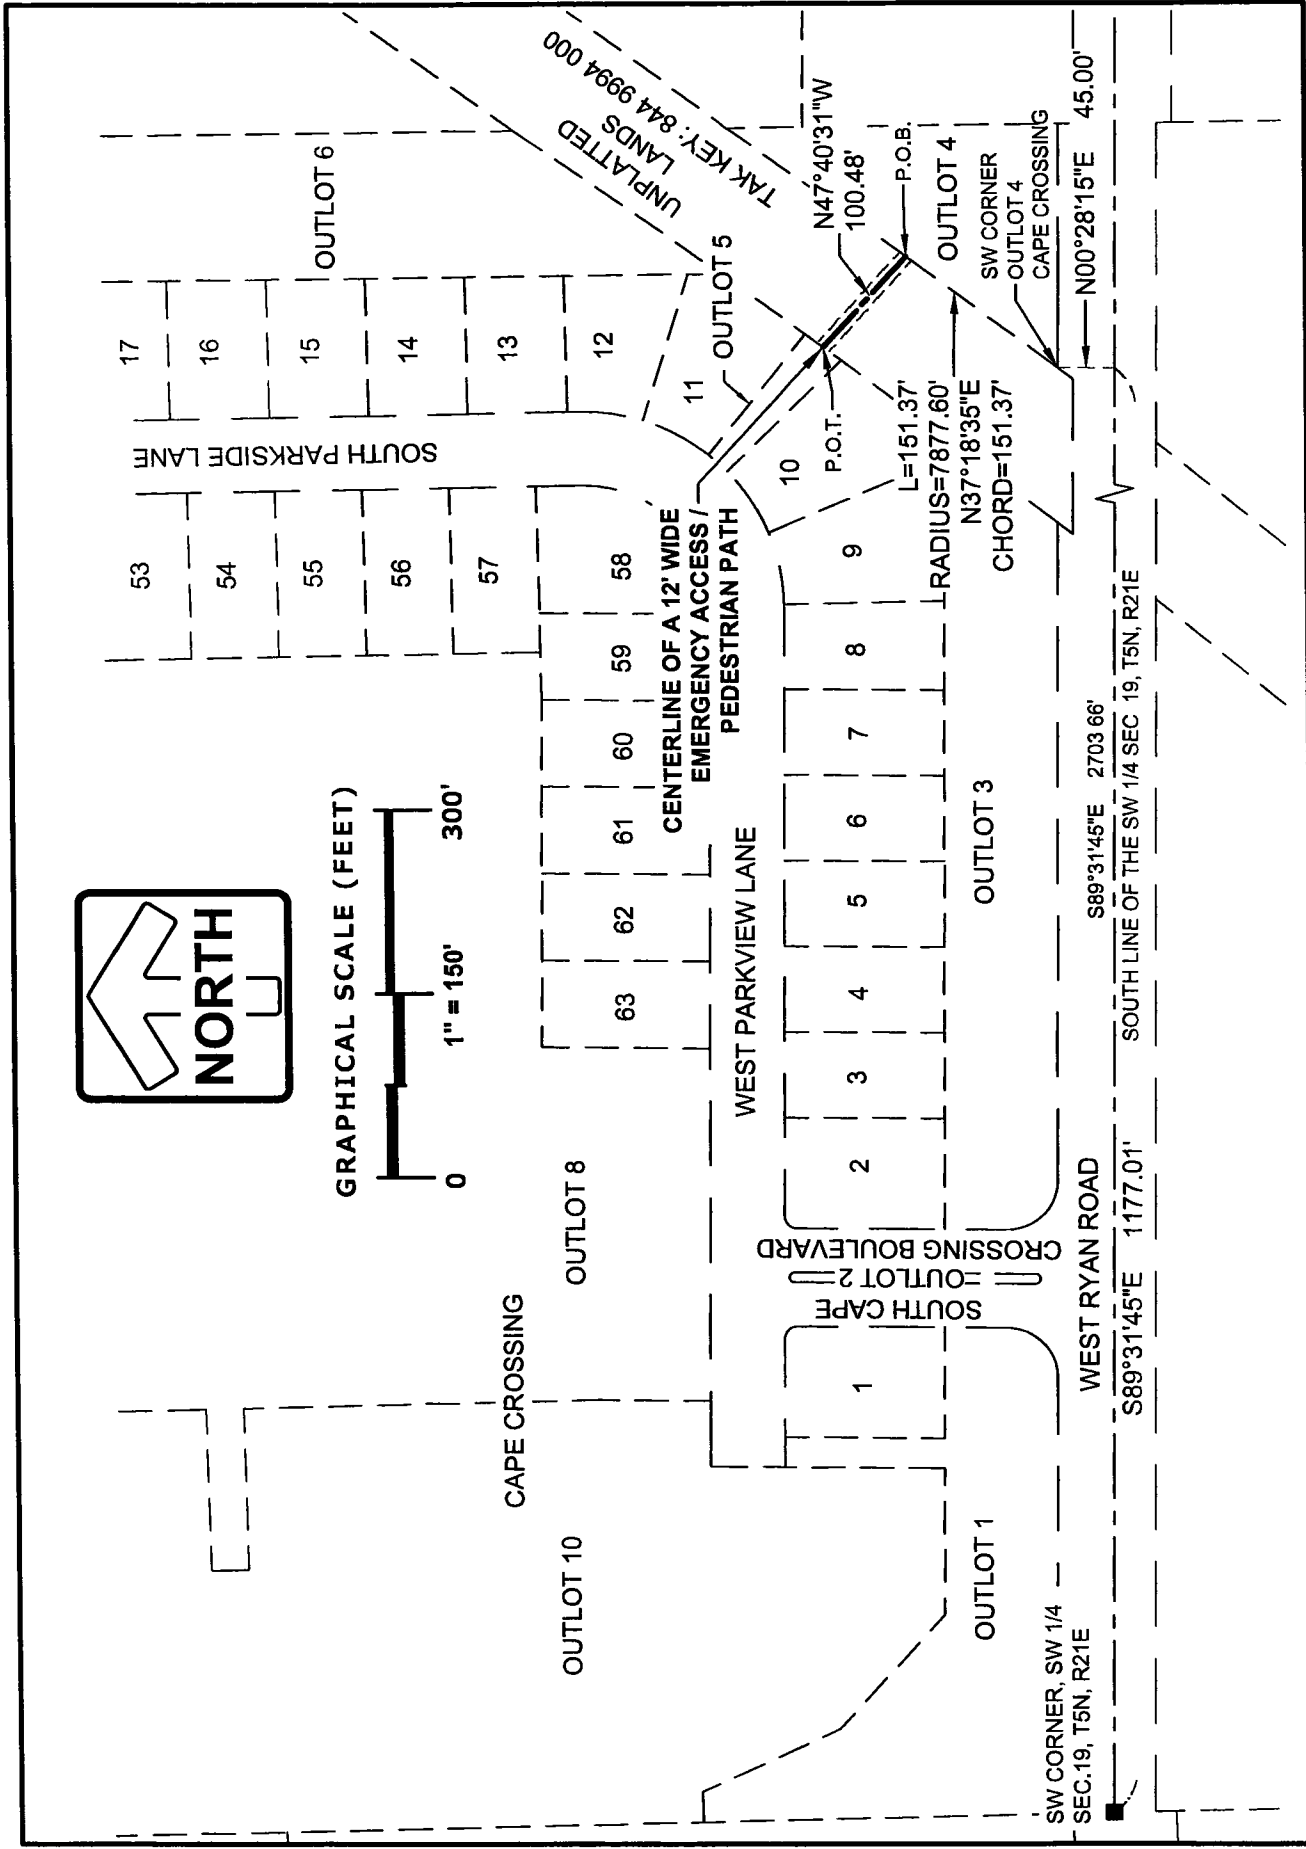 NORTH
GRAPHICAL SCALE (FEET)
0
1" = 150'
300'
17
16
15
14
13
12
11
OUTLOT 6
UNPLATTED
LANDS
TAK KEY: 844 9994 000
SOUTH PARKSIDE LANE
53
54
55
56
57
58
59
60
61
62
63
OUTLOT 5
CENTERLINE OF A 12' WIDE
EMERGENCY ACCESS /
PEDESTRIAN PATH
N47°40'31"W
100.48'
P.O.B.
P.O.T.
10
9
8
7
6
5
4
3
2
1
L=151.37'
RADIUS=7877.60'
N37°18'35"E
CHORD=151.37'
OUTLOT 4
SW CORNER
OUTLOT 4
CAPE CROSSING
N00°28'15"E
45.00'
WEST PARKVIEW LANE
OUTLOT 8
CAPE CROSSING
OUTLOT 10
OUTLOT 3
SOUTH CAPE
OUTLOT 2
CROSSING BOULEVARD
OUTLOT 1
WEST RYAN ROAD
S89°31'45"E 1177.01'
S89°31'45"E 2703 66'
SOUTH LINE OF THE SW 1/4 SEC 19, T5N, R21E
SW CORNER, SW 1/4
SEC.19, T5N, R21E